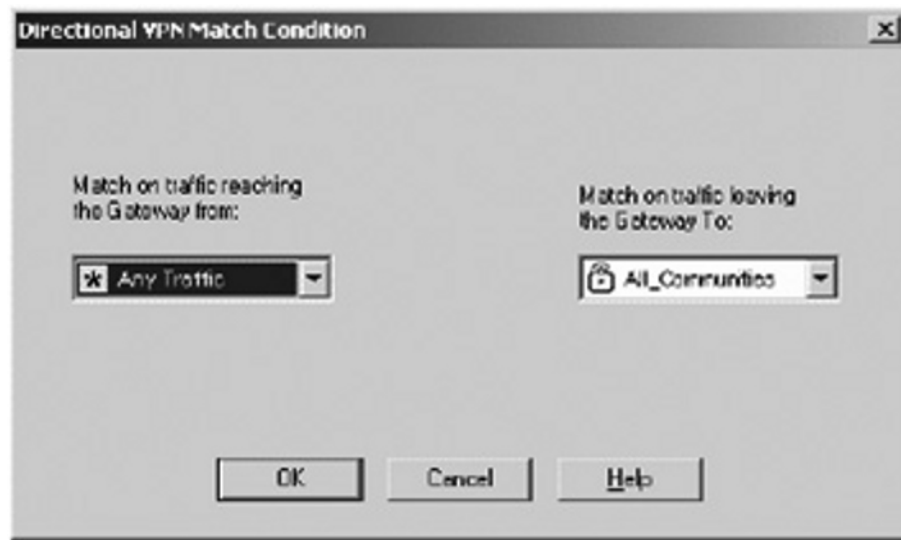 Directional VPN Match Condition
Match on traffic reaching
the Gateway from:
Match on traffic leaving
the Gateway To:
Any Traffic
All_Communities
OK
Cancel
Help